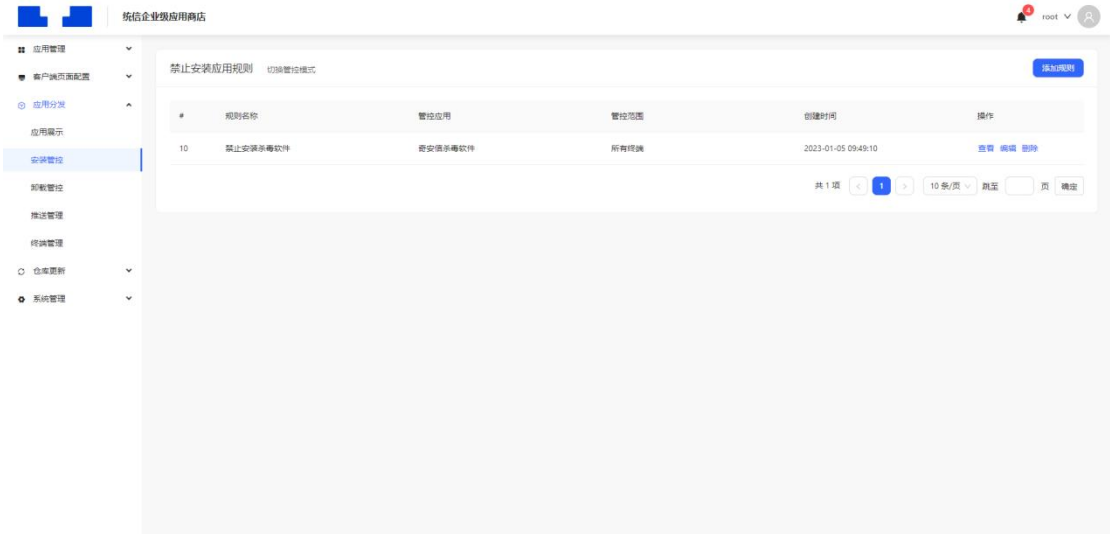 统信企业级应用商店
4
root
应用管理
客户端页面配置
应用分发
应用展示
安装管控
卸载管控
推送管理
终端管理
仓库更新
系统管理
禁止安装应用规则 切换管控模式 添加规则
# 规则名称 管控应用 管控范围 创建时间 操作
10 禁止安装杀毒软件 奇安信杀毒软件 所有终端 2023-01-05 09:49:10 查看 编辑 删除
共 1 项 < 1 > 10 条/页 跳至 页 确定